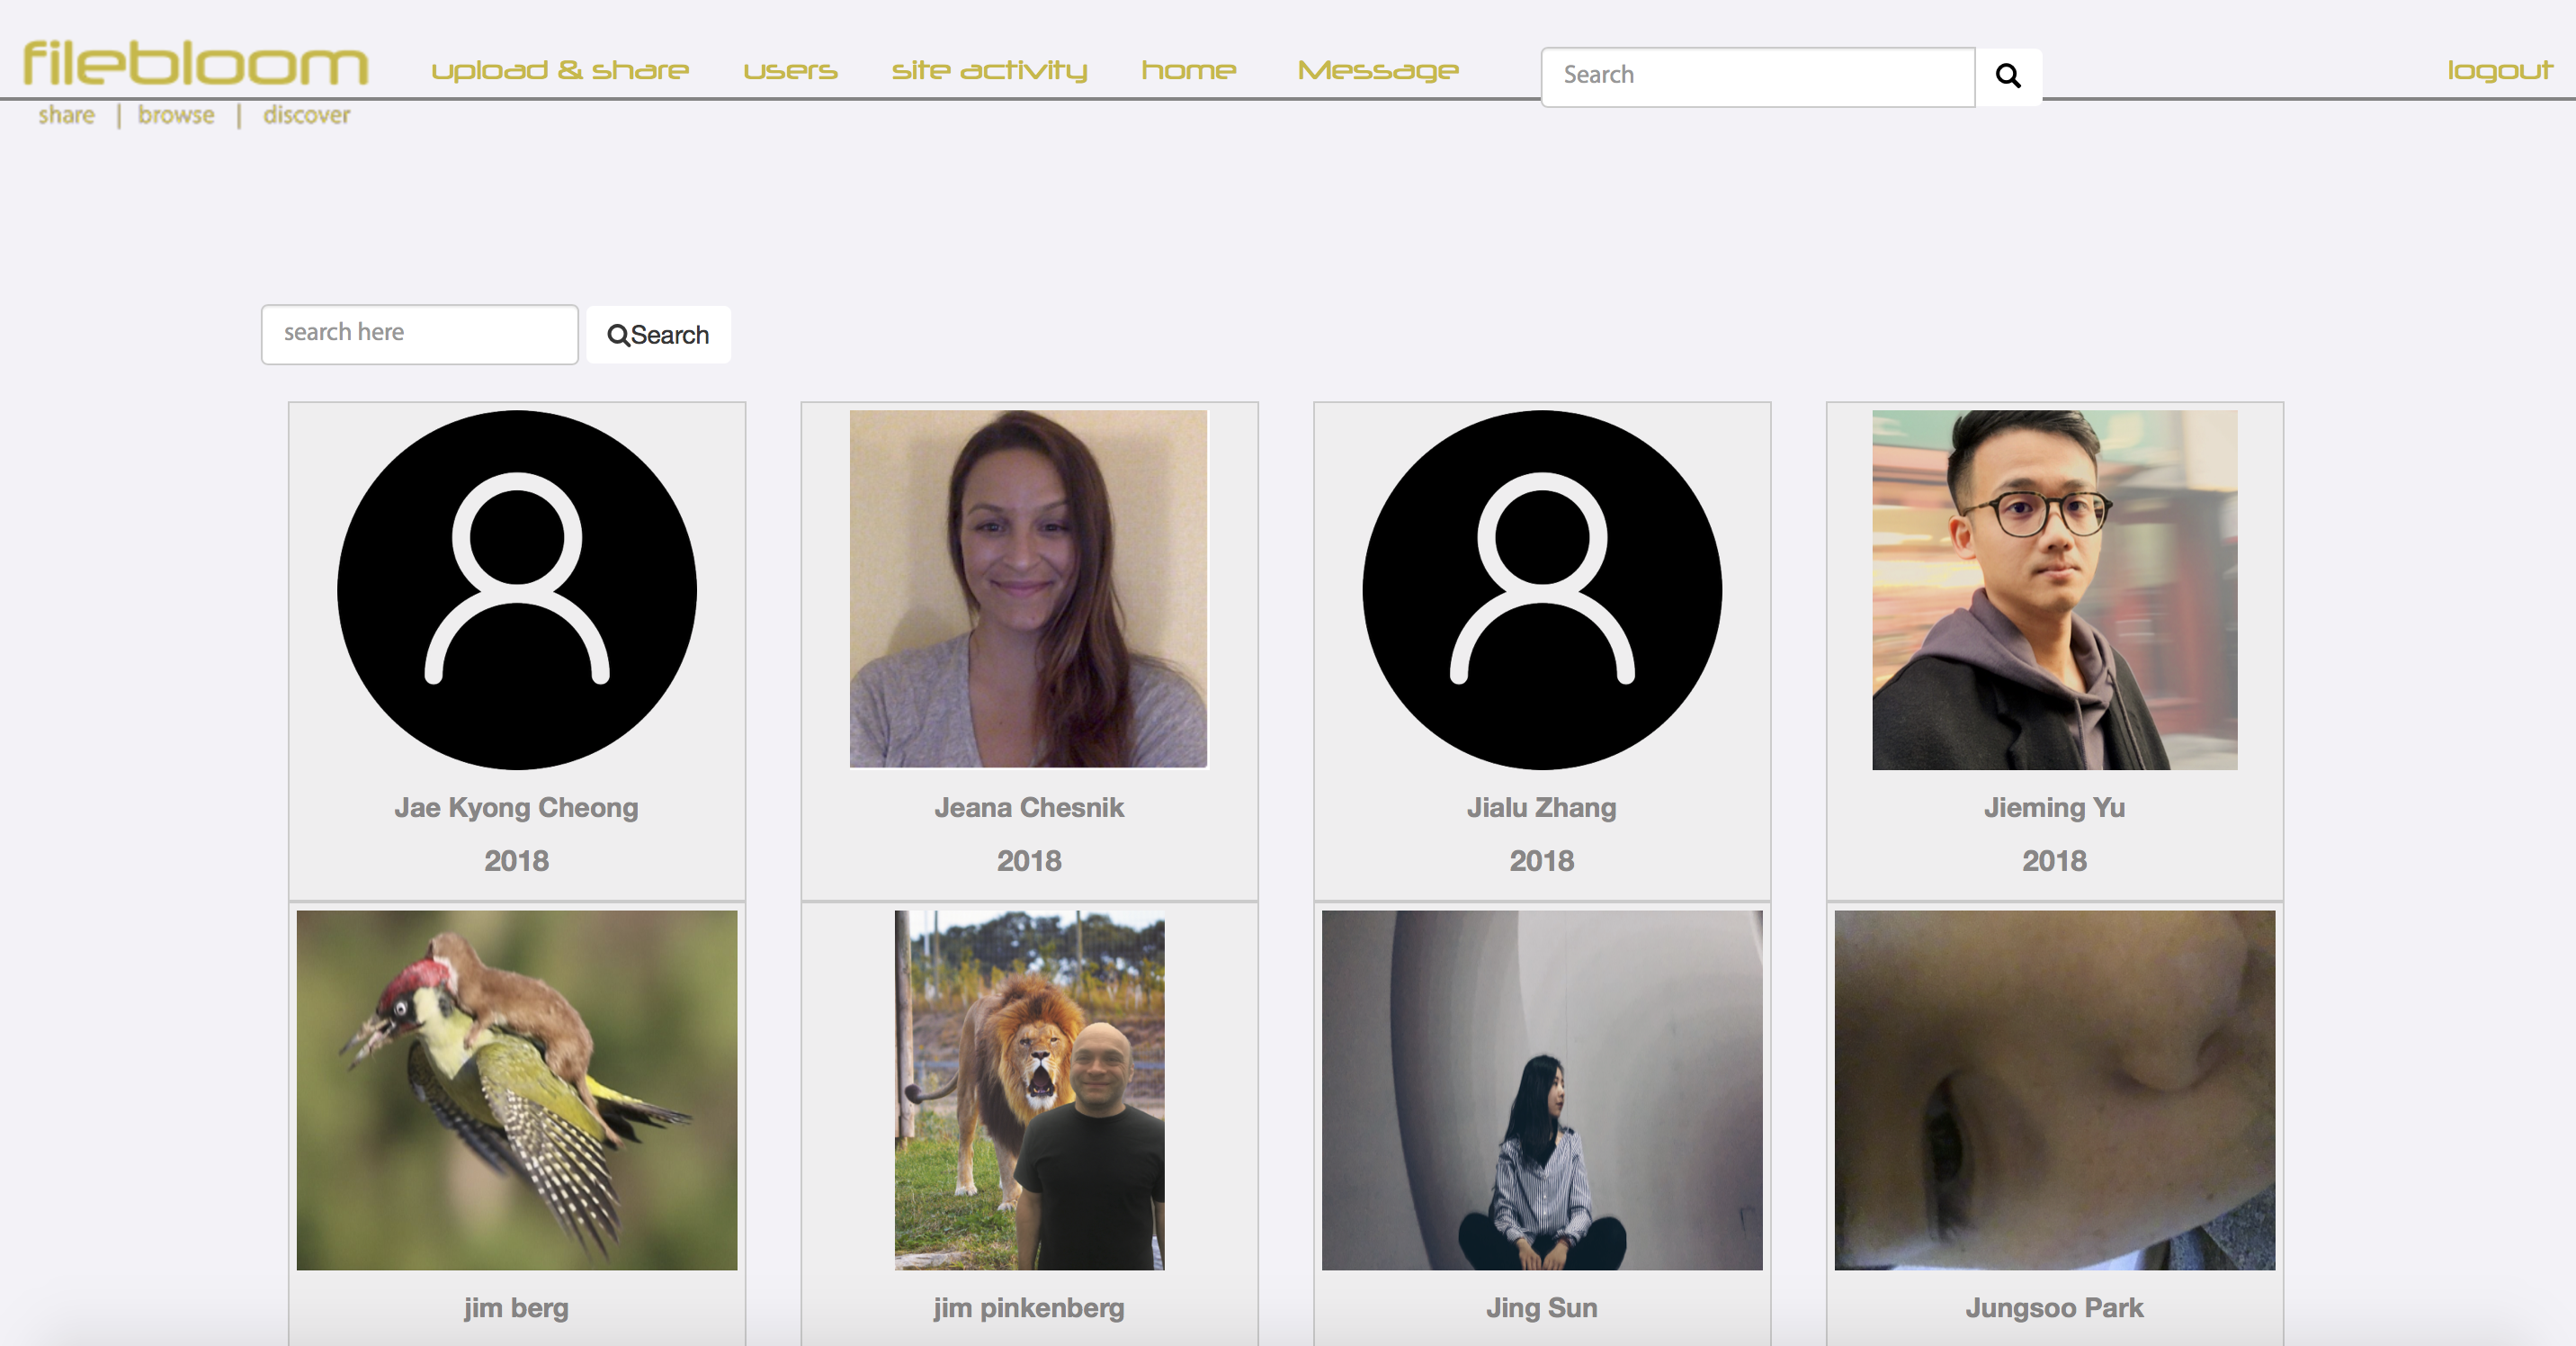 filebloom
upload & share users site activity home Message Search logout
share | browse | discover
search here Search
Jae Kyong Cheong
2018
Jeana Chesnik
2018
Jialu Zhang
2018
Jieming Yu
2018
jim berg
jim pinkenberg
Jing Sun
Jungsoo Park